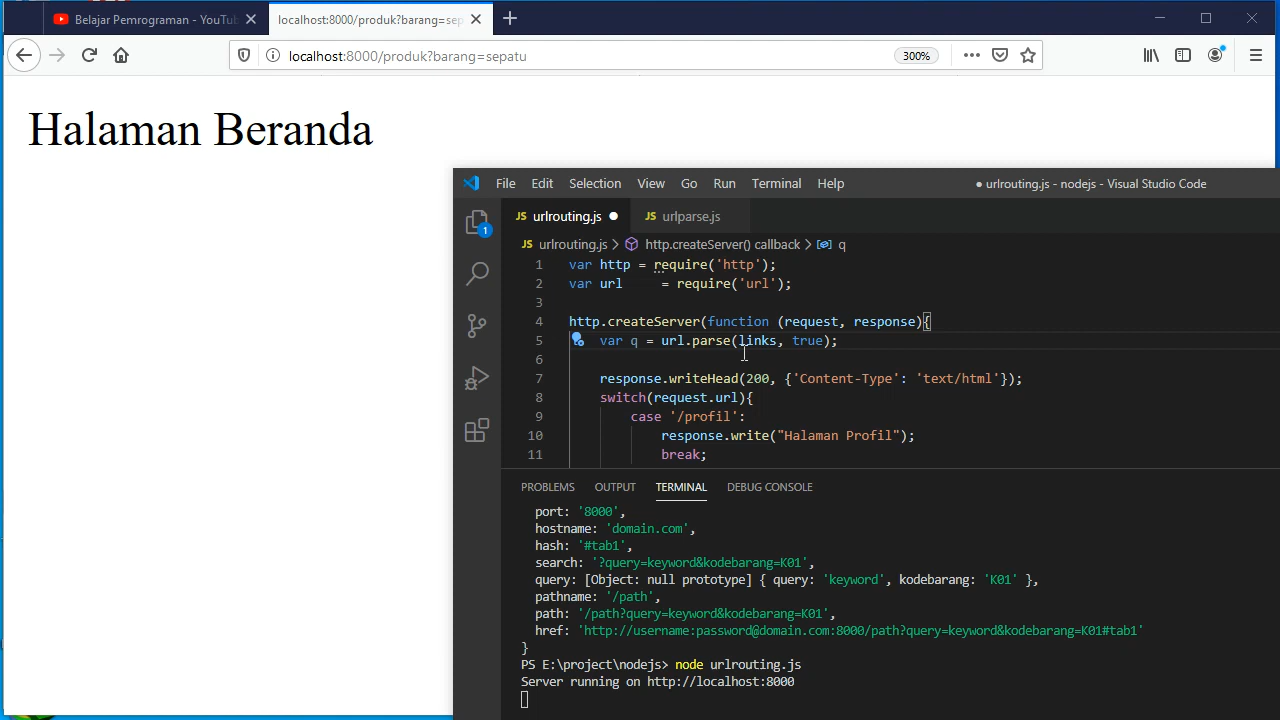 Belajar Pemrograman - YouTub
localhost:8000/produk?barang=sep
localhost:8000/produk?barang=sepatu
300%
Halaman Beranda
File Edit Selection View Go Run Terminal Help
● urlrouting.js - nodejs - Visual Studio Code
JS urlrouting.js ●
JS urlparse.js
JS urlrouting.js > http.createServer() callback > q
1
1 var http = require('http');
2 var url     = require('url');
3
4 http.createServer(function (request, response){
5     var q = url.parse(links, true);
6
7     response.writeHead(200, {'Content-Type': 'text/html'});
8     switch(request.url){
9         case '/profil':
10             response.write("Halaman Profil");
11             break;
PROBLEMS OUTPUT TERMINAL DEBUG CONSOLE
port: '8000',
hostname: 'domain.com',
hash: '#tab1',
search: '?query=keyword&kodebarang=K01',
query: [Object: null prototype] { query: 'keyword', kodebarang: 'K01' },
pathname: '/path',
path: '/path?query=keyword&kodebarang=K01',
href: 'http://username:password@domain.com:8000/path?query=keyword&kodebarang=K01#tab1'
}
PS E:\project\nodejs> node urlrouting.js
Server running on http://localhost:8000